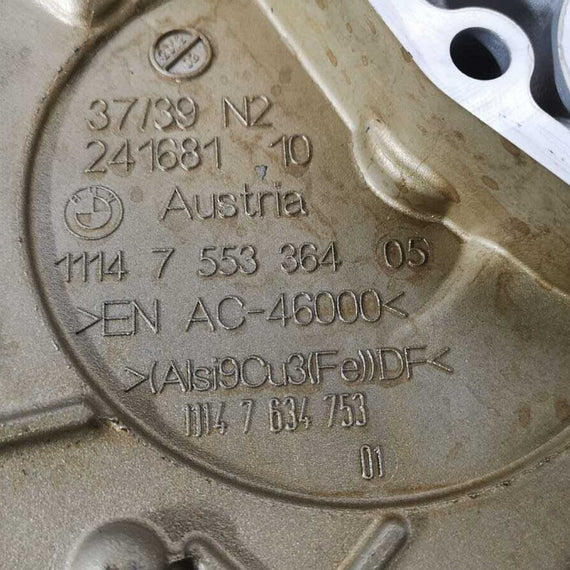 37/39 N2
241681 10
Austria
1114 7 553 364 05
>EN AC-46000<
>(Alsi9Cu3(Fe))DF<
1114 7 634 753
01